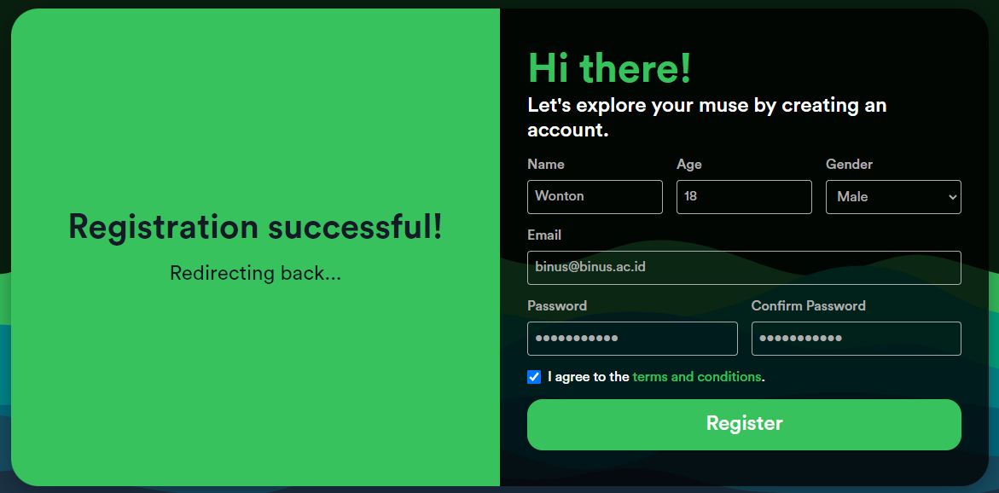 Registration successful!
Redirecting back...
Hi there!
Let's explore your muse by creating an
account.
Name
Age
Gender
Wonton
18
Male
Email
binus@binus.ac.id
Password
Confirm Password
●●●●●●●●●●●
●●●●●●●●●●●
I agree to the terms and conditions.
Register